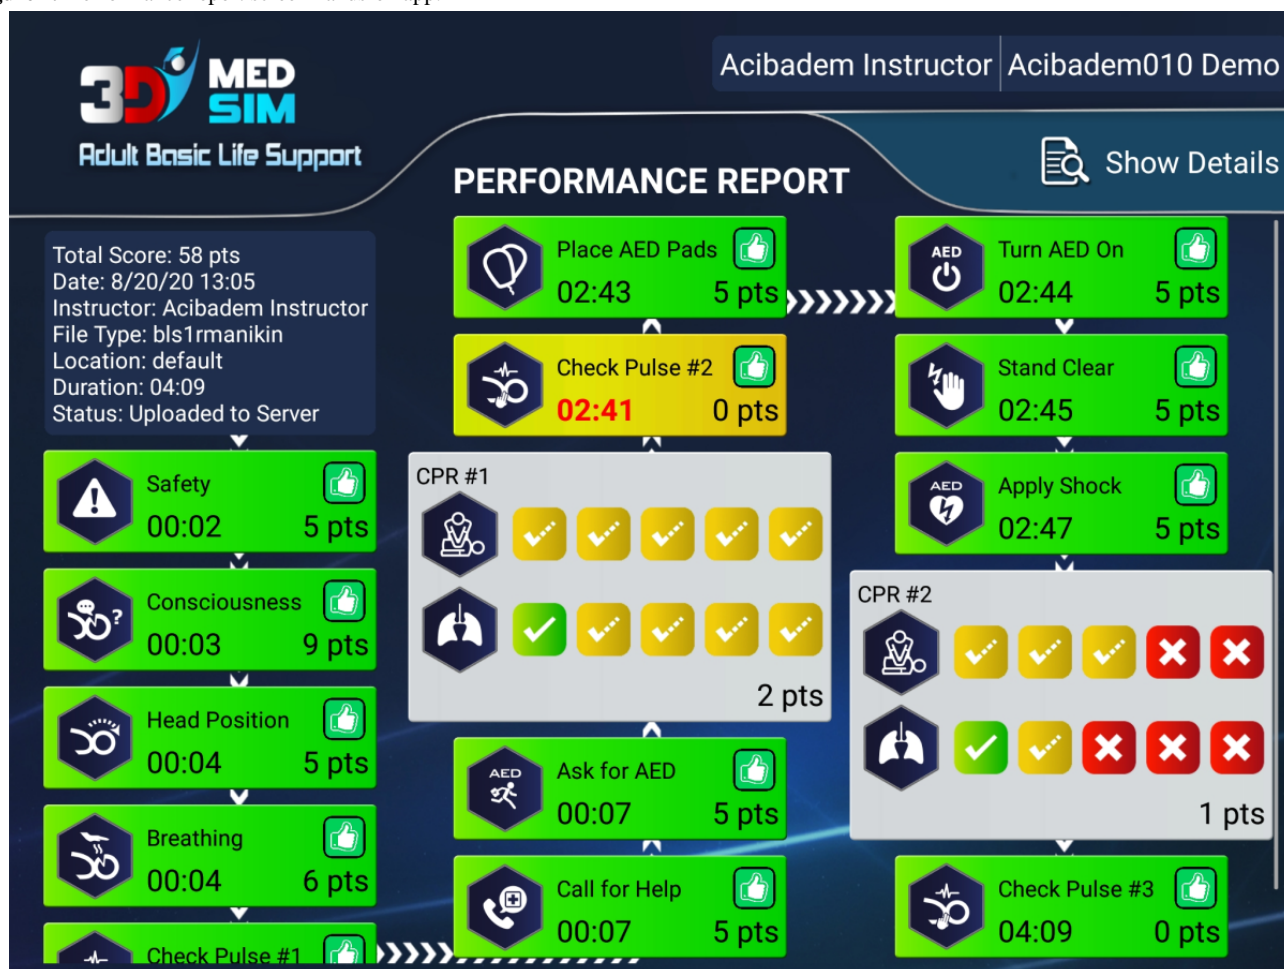 3D MED
SIM
Adult Basic Life Support
Acibadem Instructor
Acibadem010 Demo
PERFORMANCE REPORT
Show Details
Total Score: 58 pts
Date: 8/20/20 13:05
Instructor: Acibadem Instructor
File Type: bls1rmanikin
Location: default
Duration: 04:09
Status: Uploaded to Server
Safety
00:02 5 pts
Consciousness
?
00:03 9 pts
Head Position
00:04 5 pts
Breathing
00:04 6 pts
Check Pulse #1
Place AED Pads
02:43 5 pts
Check Pulse #2
02:41 0 pts
CPR #1
2 pts
AED
Ask for AED
00:07 5 pts
Call for Help
00:07 5 pts
AED
Turn AED On
02:44 5 pts
Stand Clear
02:45 5 pts
AED
Apply Shock
02:47 5 pts
CPR #2
1 pts
Check Pulse #3
04:09 0 pts